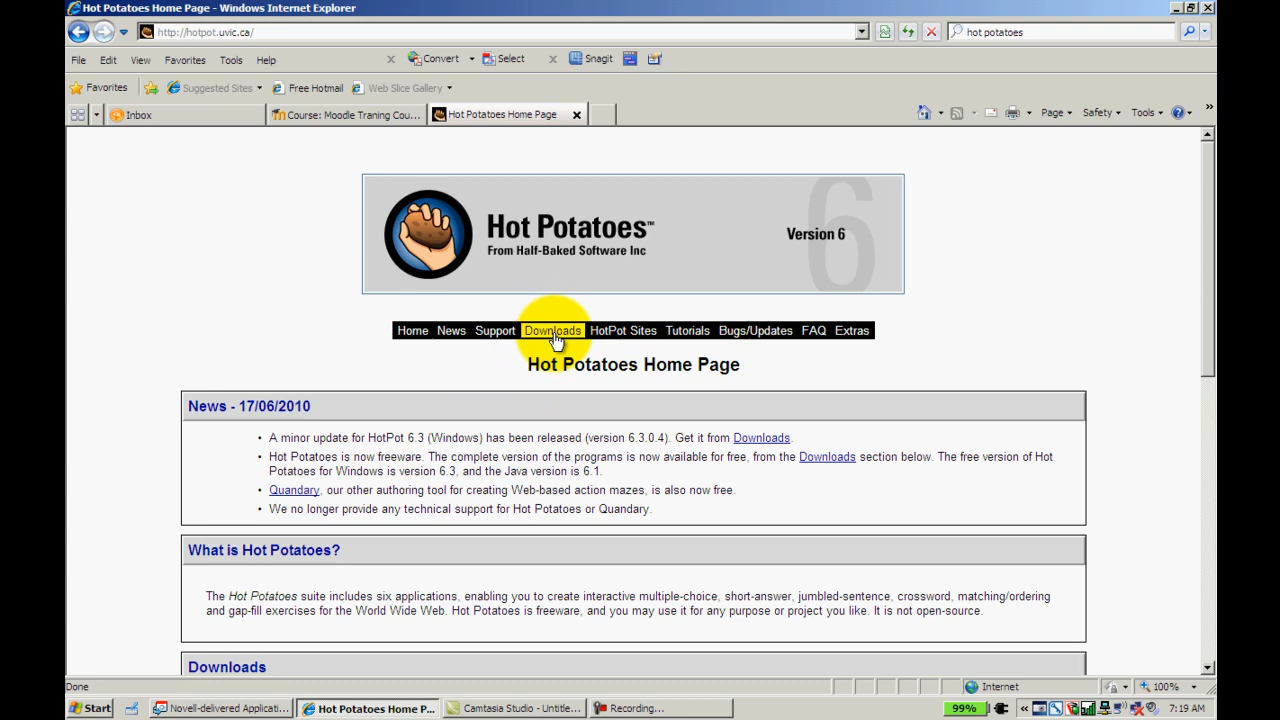 Hot Potatoes Home Page - Windows Internet Explorer
http://hotpot.uvic.ca/
hot potatoes
File Edit View Favorites Tools Help
x Convert Select x Snagit
Favorites Suggested Sites Free Hotmail Web Slice Gallery
Inbox Course: Moodle Traning Cou... Hot Potatoes Home Page Page Safety Tools
Hot Potatoes™
From Half-Baked Software Inc
Version 6
6
Home News Support Downloads HotPot Sites Tutorials Bugs/Updates FAQ Extras
Hot Potatoes Home Page
News - 17/06/2010
• A minor update for HotPot 6.3 (Windows) has been released (version 6.3.0.4). Get it from Downloads.
• Hot Potatoes is now freeware. The complete version of the programs is now available for free, from the Downloads section below. The free version of Hot
Potatoes for Windows is version 6.3, and the Java version is 6.1.
• Quandary, our other authoring tool for creating Web-based action mazes, is also now free.
• We no longer provide any technical support for Hot Potatoes or Quandary.
What is Hot Potatoes?
The Hot Potatoes suite includes six applications, enabling you to create interactive multiple-choice, short-answer, jumbled-sentence, crossword, matching/ordering
and gap-fill exercises for the World Wide Web. Hot Potatoes is freeware, and you may use it for any purpose or project you like. It is not open-source.
Downloads
Done Internet 100%
Start Novell-delivered Applicati... Hot Potatoes Home P... Camtasia Studio - Untitle... Recording... 99% 7:19 AM